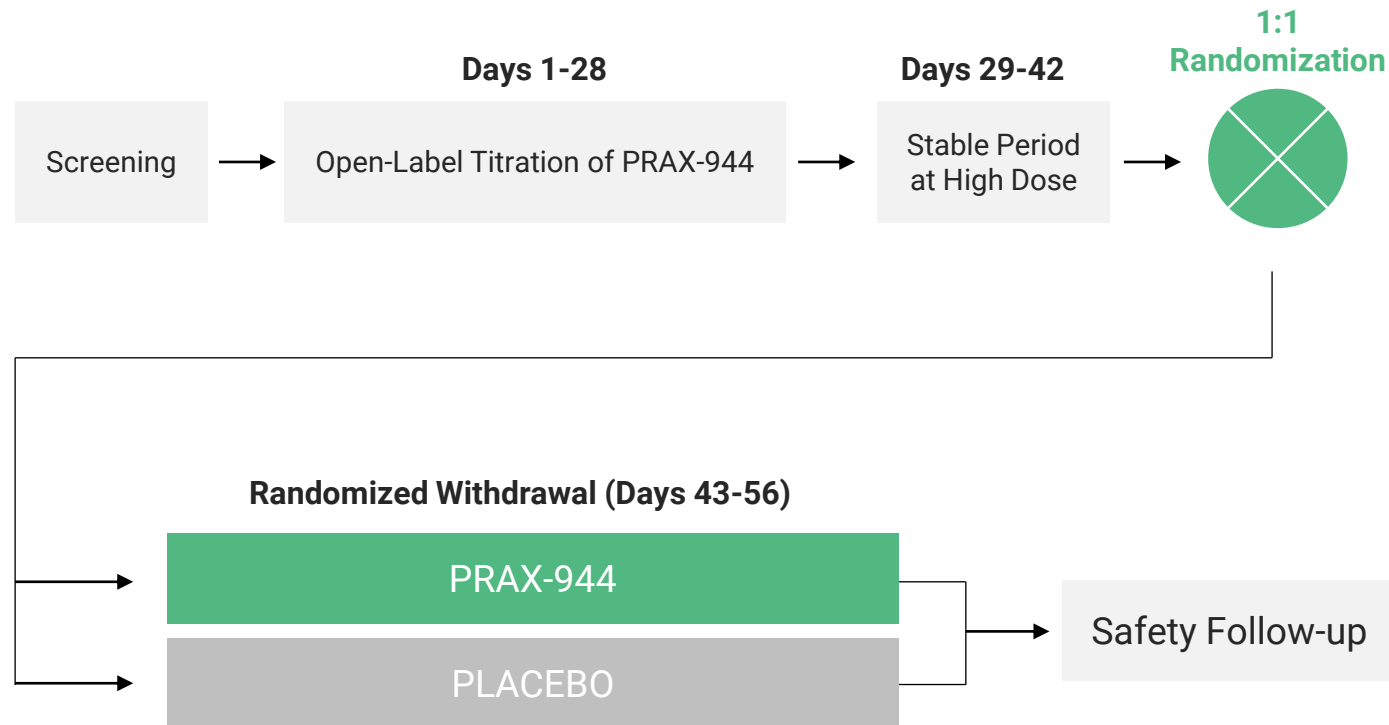 Screening
Days 1-28
Open-Label Titration of PRAX-944
Days 29-42
Stable Period
at High Dose
1:1
Randomization
Randomized Withdrawal (Days 43-56)
PRAX-944
PLACEBO
Safety Follow-up